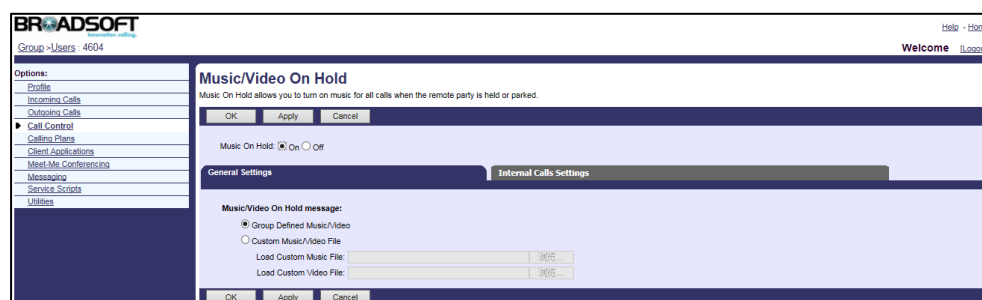 BROADSOFT
Innovation calling.
Help - Hom
Group >Users : 4604
Welcome [Logou
Options:
Profile
Incoming Calls
Outgoing Calls
Call Control
Calling Plans
Client Applications
Meet-Me Conferencing
Messaging
Service Scripts
Utilities
Music/Video On Hold
Music On Hold allows you to turn on music for all calls when the remote party is held or parked.
OK Apply Cancel
Music On Hold: On Off
General Settings Internal Calls Settings
Music/Video On Hold message:
Group Defined Music/Video
Custom Music/Video File
Load Custom Music File: 浏览...
Load Custom Video File: 浏览...
OK Apply Cancel